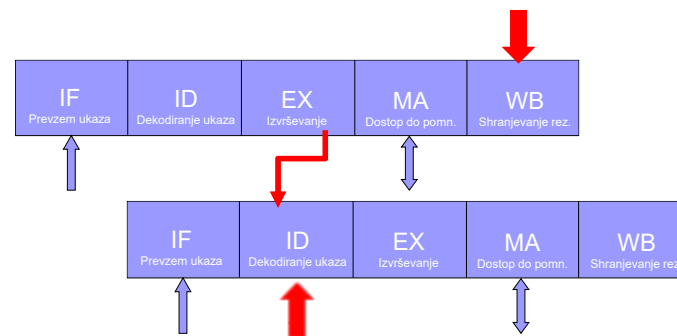 IF
Prevzem ukaza
ID
Dekodiranje ukaza
EX
Izvrševanje
MA
Dostop do pomn.
WB
Shranjevanje rez.
IF
Prevzem ukaza
ID
Dekodiranje ukaza
EX
Izvrševanje
MA
Dostop do pomn.
WB
Shranjevanje rez